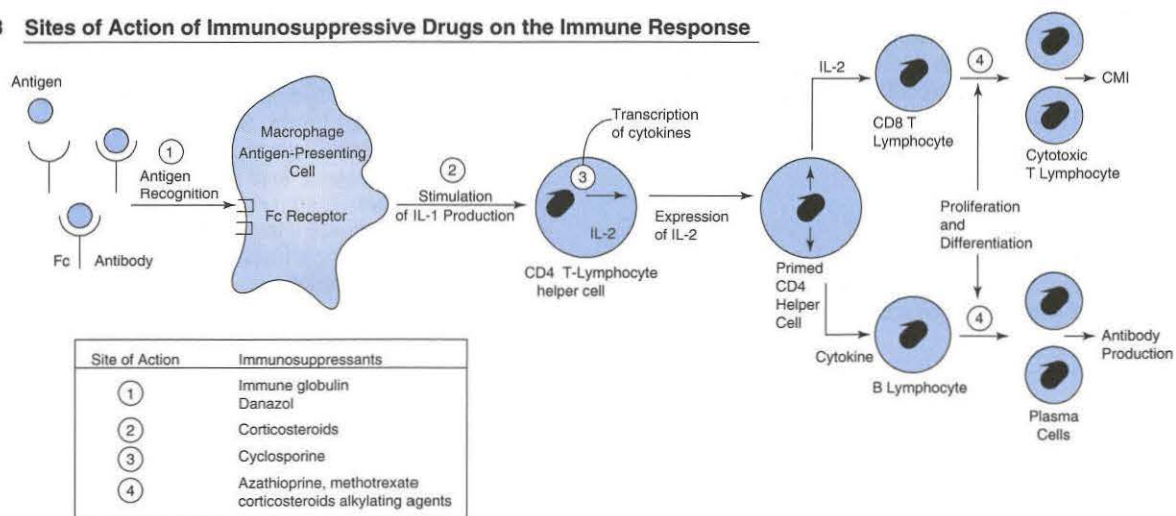 Sites of Action of Immunosuppressive Drugs on the Immune Response
Antigen
1
Antigen
Recognition
Fc
Antibody
Macrophage
Antigen-Presenting
Cell
Fc Receptor
2
Stimulation
of IL-1 Production
Transcription
of cytokines
3
IL-2
CD4 T-Lymphocyte
helper cell
Expression
of IL-2
Primed
CD4
Helper
Cell
IL-2
CD8 T
Lymphocyte
4
CMI
Cytotoxic
T Lymphocyte
Proliferation
and
Differentiation
Cytokine
B Lymphocyte
4
Antibody
Production
Plasma
Cells
Site of Action Immunosuppressants
1 Immune globulin
Danazol
2 Corticosteroids
3 Cyclosporine
4 Azathioprine, methotrexate
corticosteroids alkylating agents